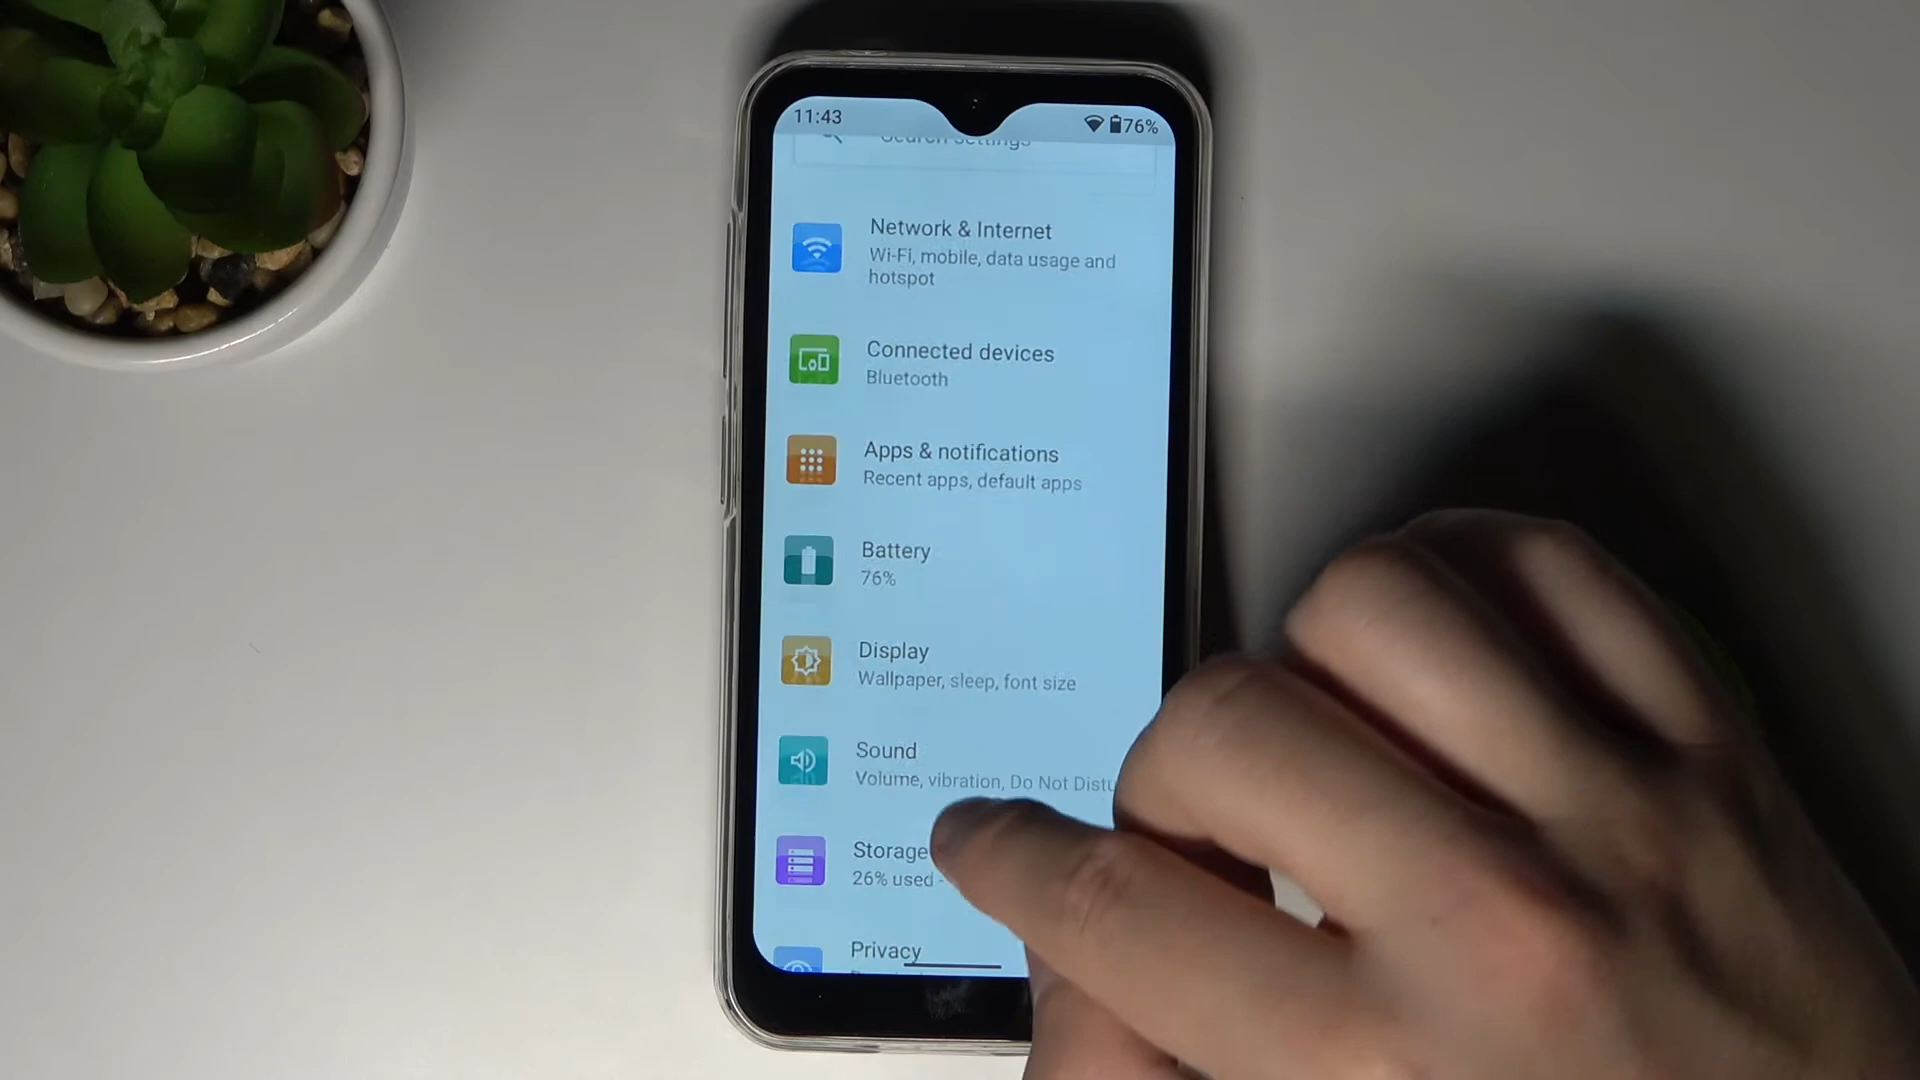 11:43
76%
Search settings
Network & Internet
Wi-Fi, mobile, data usage and
hotspot
Connected devices
Bluetooth
Apps & notifications
Recent apps, default apps
Battery
76%
Display
Wallpaper, sleep, font size
Sound
Volume, vibration, Do Not Distu
Storage
26% used -
Privacy